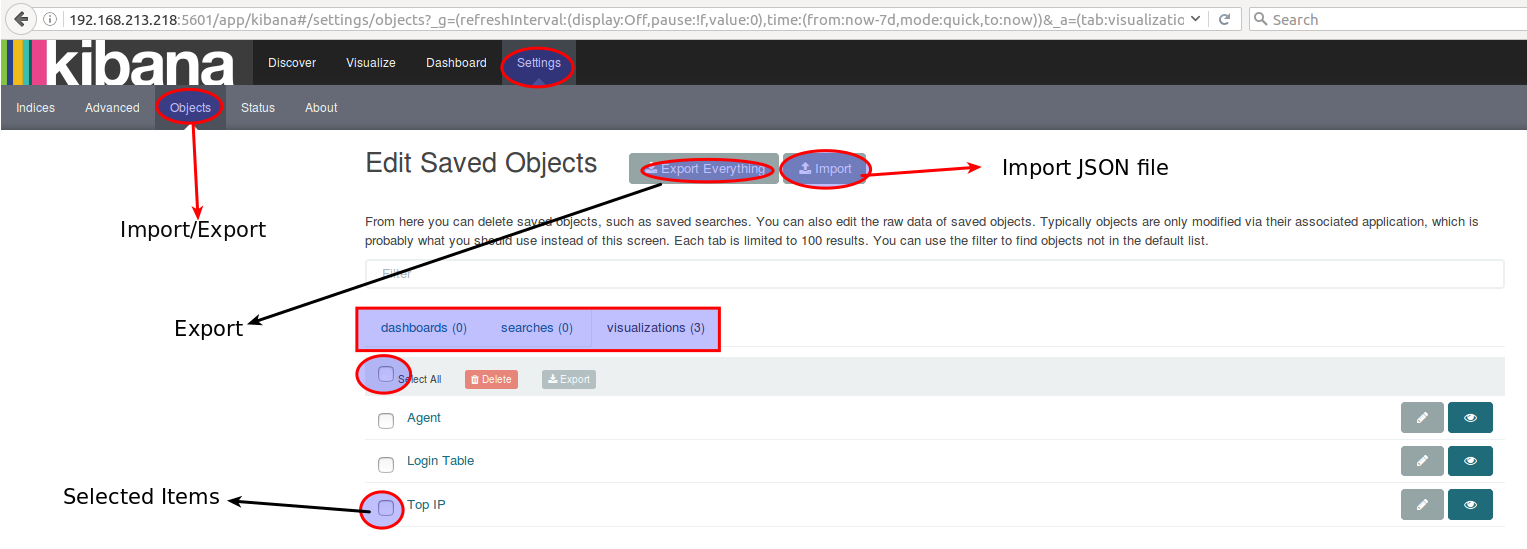 192.168.213.218:5601/app/kibana#/settings/objects?_g=(refreshInterval:(display:Off,pause:!f,value:0),time:(from:now-7d,mode:quick,to:now))&_a=(tab:visualizatio
Search
kibana
Discover Visualize Dashboard Settings
Indices Advanced Objects Status About
Edit Saved Objects Export Everything Import
Import JSON file
Import/Export
From here you can delete saved objects, such as saved searches. You can also edit the raw data of saved objects. Typically objects are only modified via their associated application, which is
probably what you should use instead of this screen. Each tab is limited to 100 results. You can use the filter to find objects not in the default list.
Filter
Export
dashboards (0) searches (0) visualizations (3)
Select All Delete Export
Agent
Login Table
Selected Items
Top IP